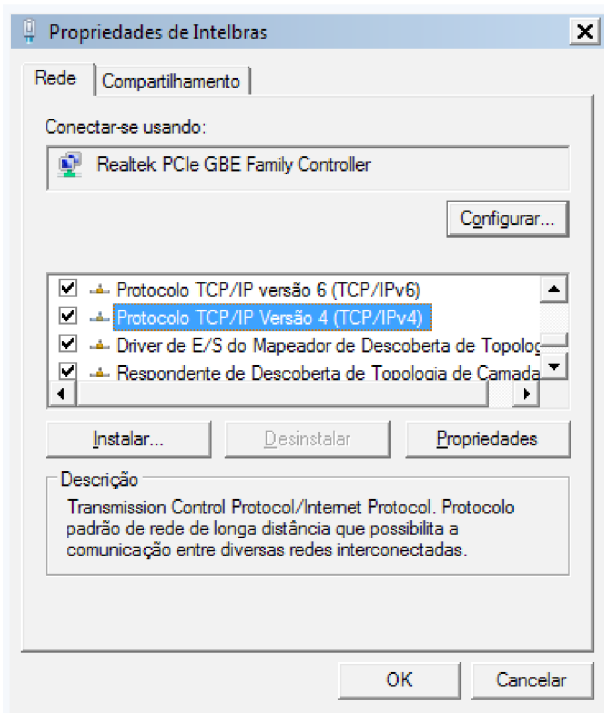 Propriedades de Intelbras
Rede
Compartilhamento
Conectar-se usando:
Realtek PCIe GBE Family Controller
Configurar...
Protocolo TCP/IP versão 6 (TCP/IPv6)
Protocolo TCP/IP Versão 4 (TCP/IPv4)
Driver de E/S do Mapeador de Descoberta de Topolog
Respondente de Descoberta de Topologia de Camada
Instalar...
Desinstalar
Propriedades
Descrição
Transmission Control Protocol/Internet Protocol. Protocolo
padrão de rede de longa distância que possibilita a
comunicação entre diversas redes interconectadas.
OK
Cancelar